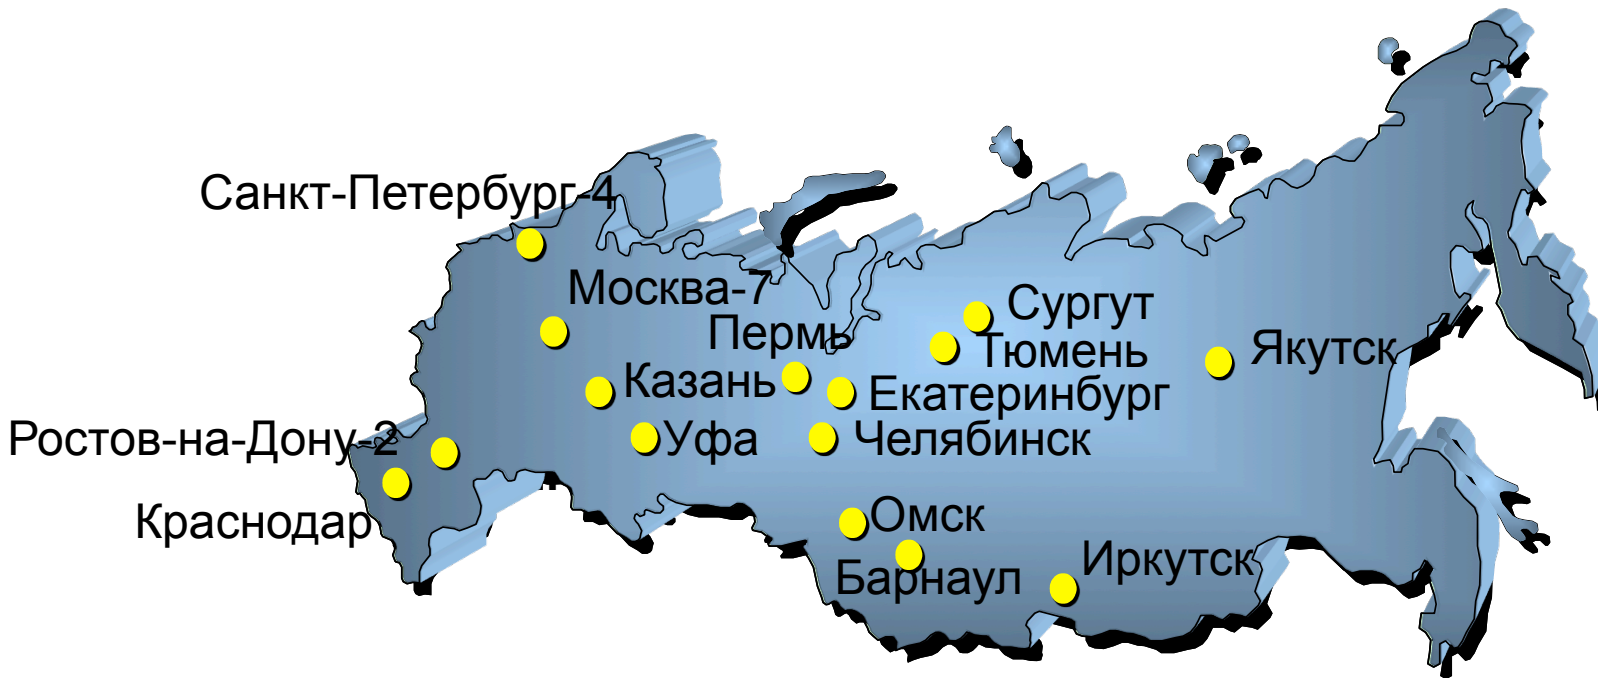 Санкт-Петербург-4
Москва-7
Сургут
Пермь
Тюмень
Якутск
Казань
Екатеринбург
Ростов-на-Дону-2
Уфа
Челябинск
Краснодар
Омск
Иркутск
Барнаул